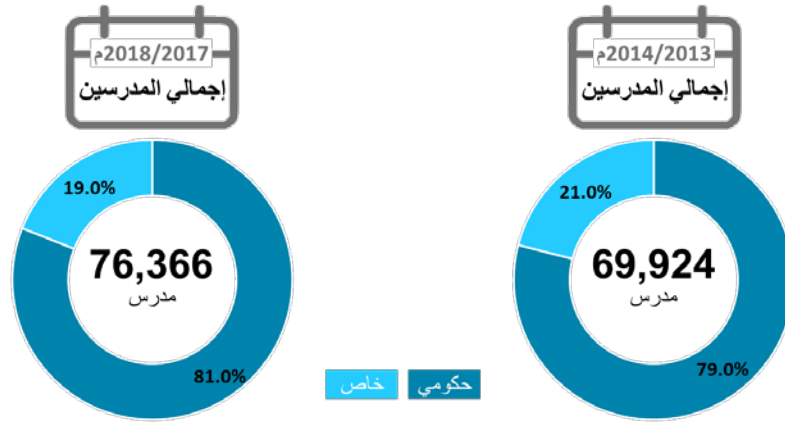 2014/2013م
إجمالي المدرسين
21.0%
69,924
مدرس
79.0%
2018/2017م
إجمالي المدرسين
19.0%
76,366
مدرس
81.0%
حكومي
خاص